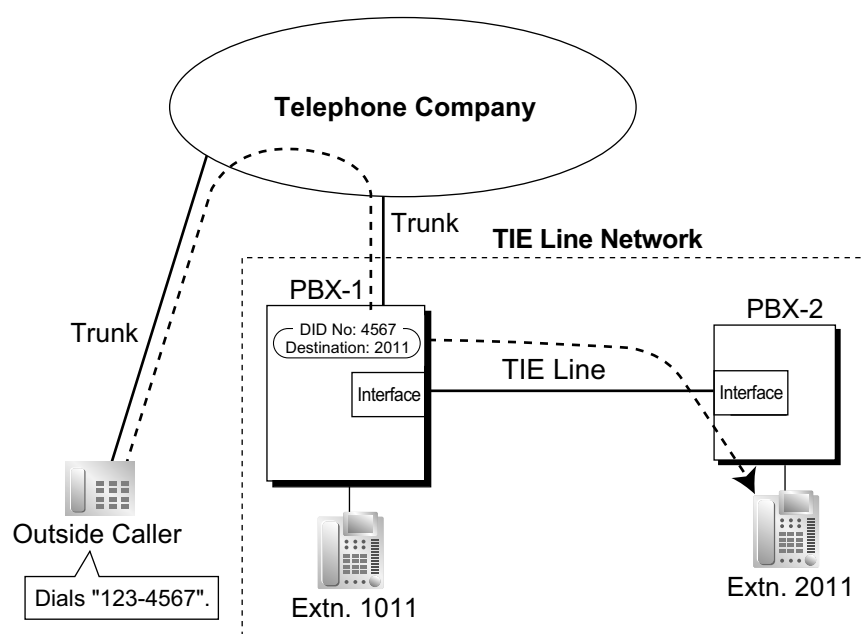 Telephone Company
Trunk
TIE Line Network
PBX-1
PBX-2
DID No: 4567
Destination: 2011
Trunk
TIE Line
Interface
Interface
Outside Caller
Dials "123-4567".
Extn. 1011
Extn. 2011